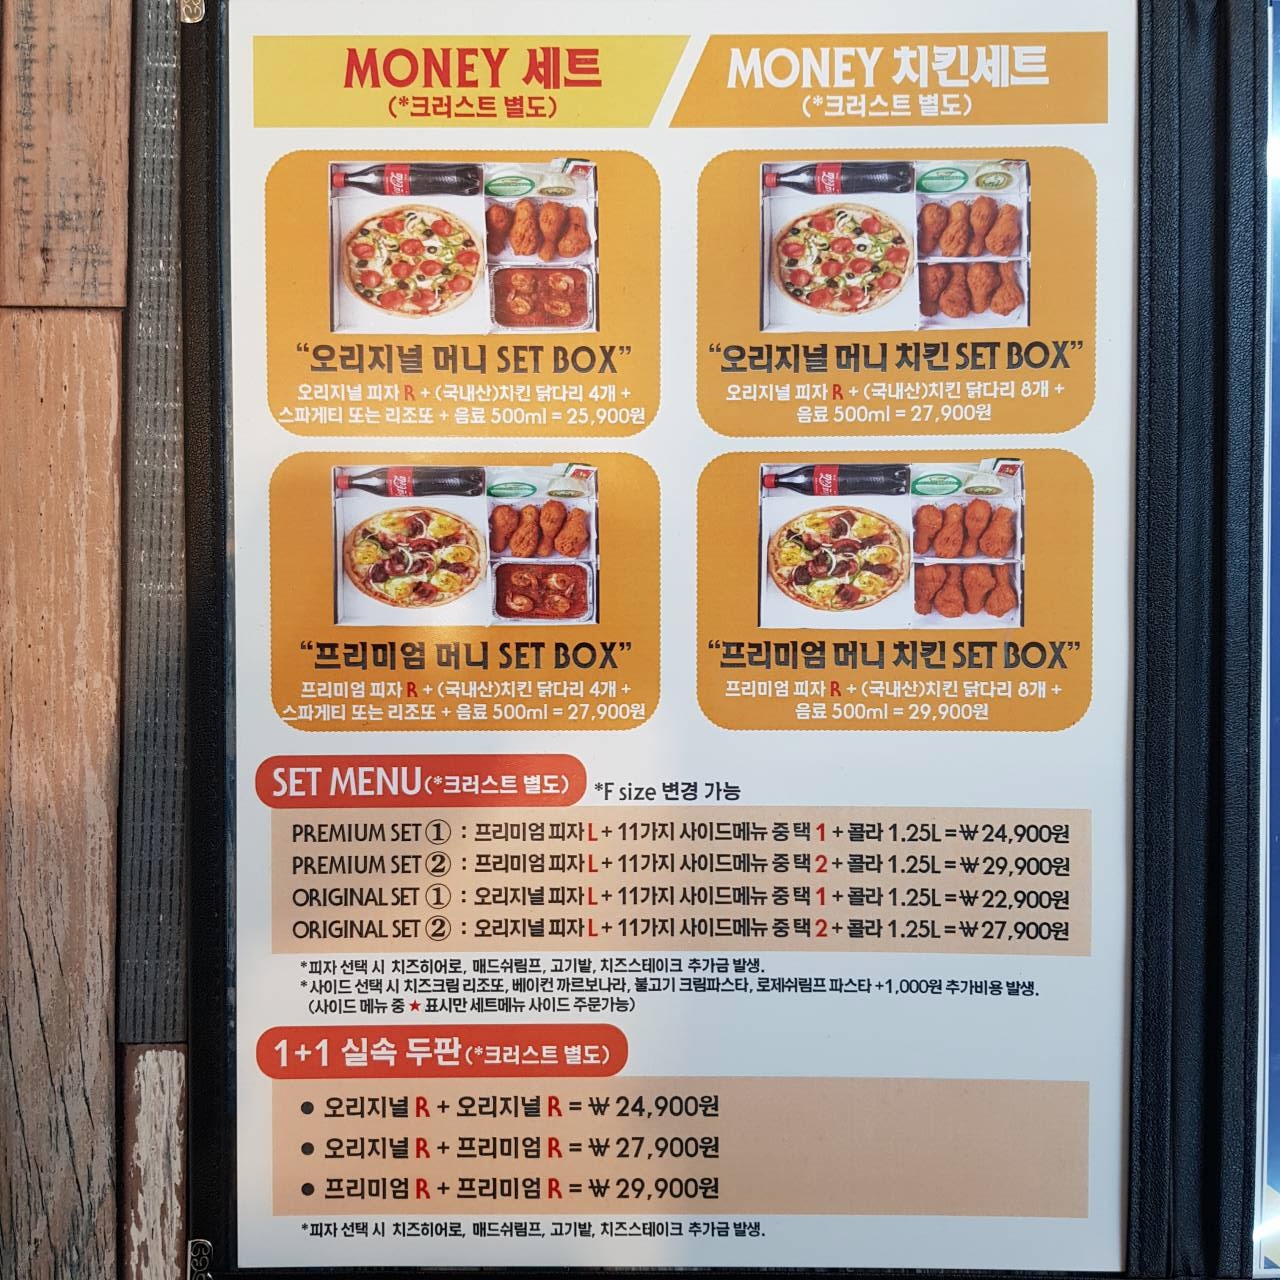 MONEY 세트
(*크러스트 별도)
MONEY 치킨세트
(*크러스트 별도)
Coca-Cola
Coca-Cola
“오리지널 머니 SET BOX”
오리지널 피자 R + (국내산)치킨 닭다리 4개 +
스파게티 또는 리조또 + 음료 500ml = 25,900원
“오리지널 머니 치킨 SET BOX”
오리지널 피자 R + (국내산)치킨 닭다리 8개 +
음료 500ml = 27,900원
Coca-Cola
Coca-Cola
“프리미엄 머니 SET BOX”
프리미엄 피자 R + (국내산)치킨 닭다리 4개 +
스파게티 또는 리조또 + 음료 500ml = 27,900원
“프리미엄 머니 치킨 SET BOX”
프리미엄 피자 R + (국내산)치킨 닭다리 8개 +
음료 500ml = 29,900원
SET MENU(*크러스트 별도) *F size 변경 가능
PREMIUM SET ① : 프리미엄 피자 L + 11가지 사이드메뉴 중 택 1 + 콜라 1.25L = ₩ 24,900원
PREMIUM SET ② : 프리미엄 피자 L + 11가지 사이드메뉴 중 택 2 + 콜라 1.25L = ₩ 29,900원
ORIGINAL SET ① : 오리지널 피자 L + 11가지 사이드메뉴 중 택 1 + 콜라 1.25L = ₩ 22,900원
ORIGINAL SET ② : 오리지널 피자 L + 11가지 사이드메뉴 중 택 2 + 콜라 1.25L = ₩ 27,900원
*피자 선택 시 치즈히어로, 매드쉬림프, 고기밭, 치즈스테이크 추가금 발생.
*사이드 선택 시 치즈크림 리조또, 베이컨 까르보나라, 불고기 크림파스타, 로제쉬림프 파스타 +1,000원 추가비용 발생.
(사이드 메뉴 중 ★ 표시만 세트메뉴 사이드 주문가능)
1+1 실속 두판(*크러스트 별도)
● 오리지널 R + 오리지널 R = ₩ 24,900원
● 오리지널 R + 프리미엄 R = ₩ 27,900원
● 프리미엄 R + 프리미엄 R = ₩ 29,900원
*피자 선택 시 치즈히어로, 매드쉬림프, 고기밭, 치즈스테이크 추가금 발생.